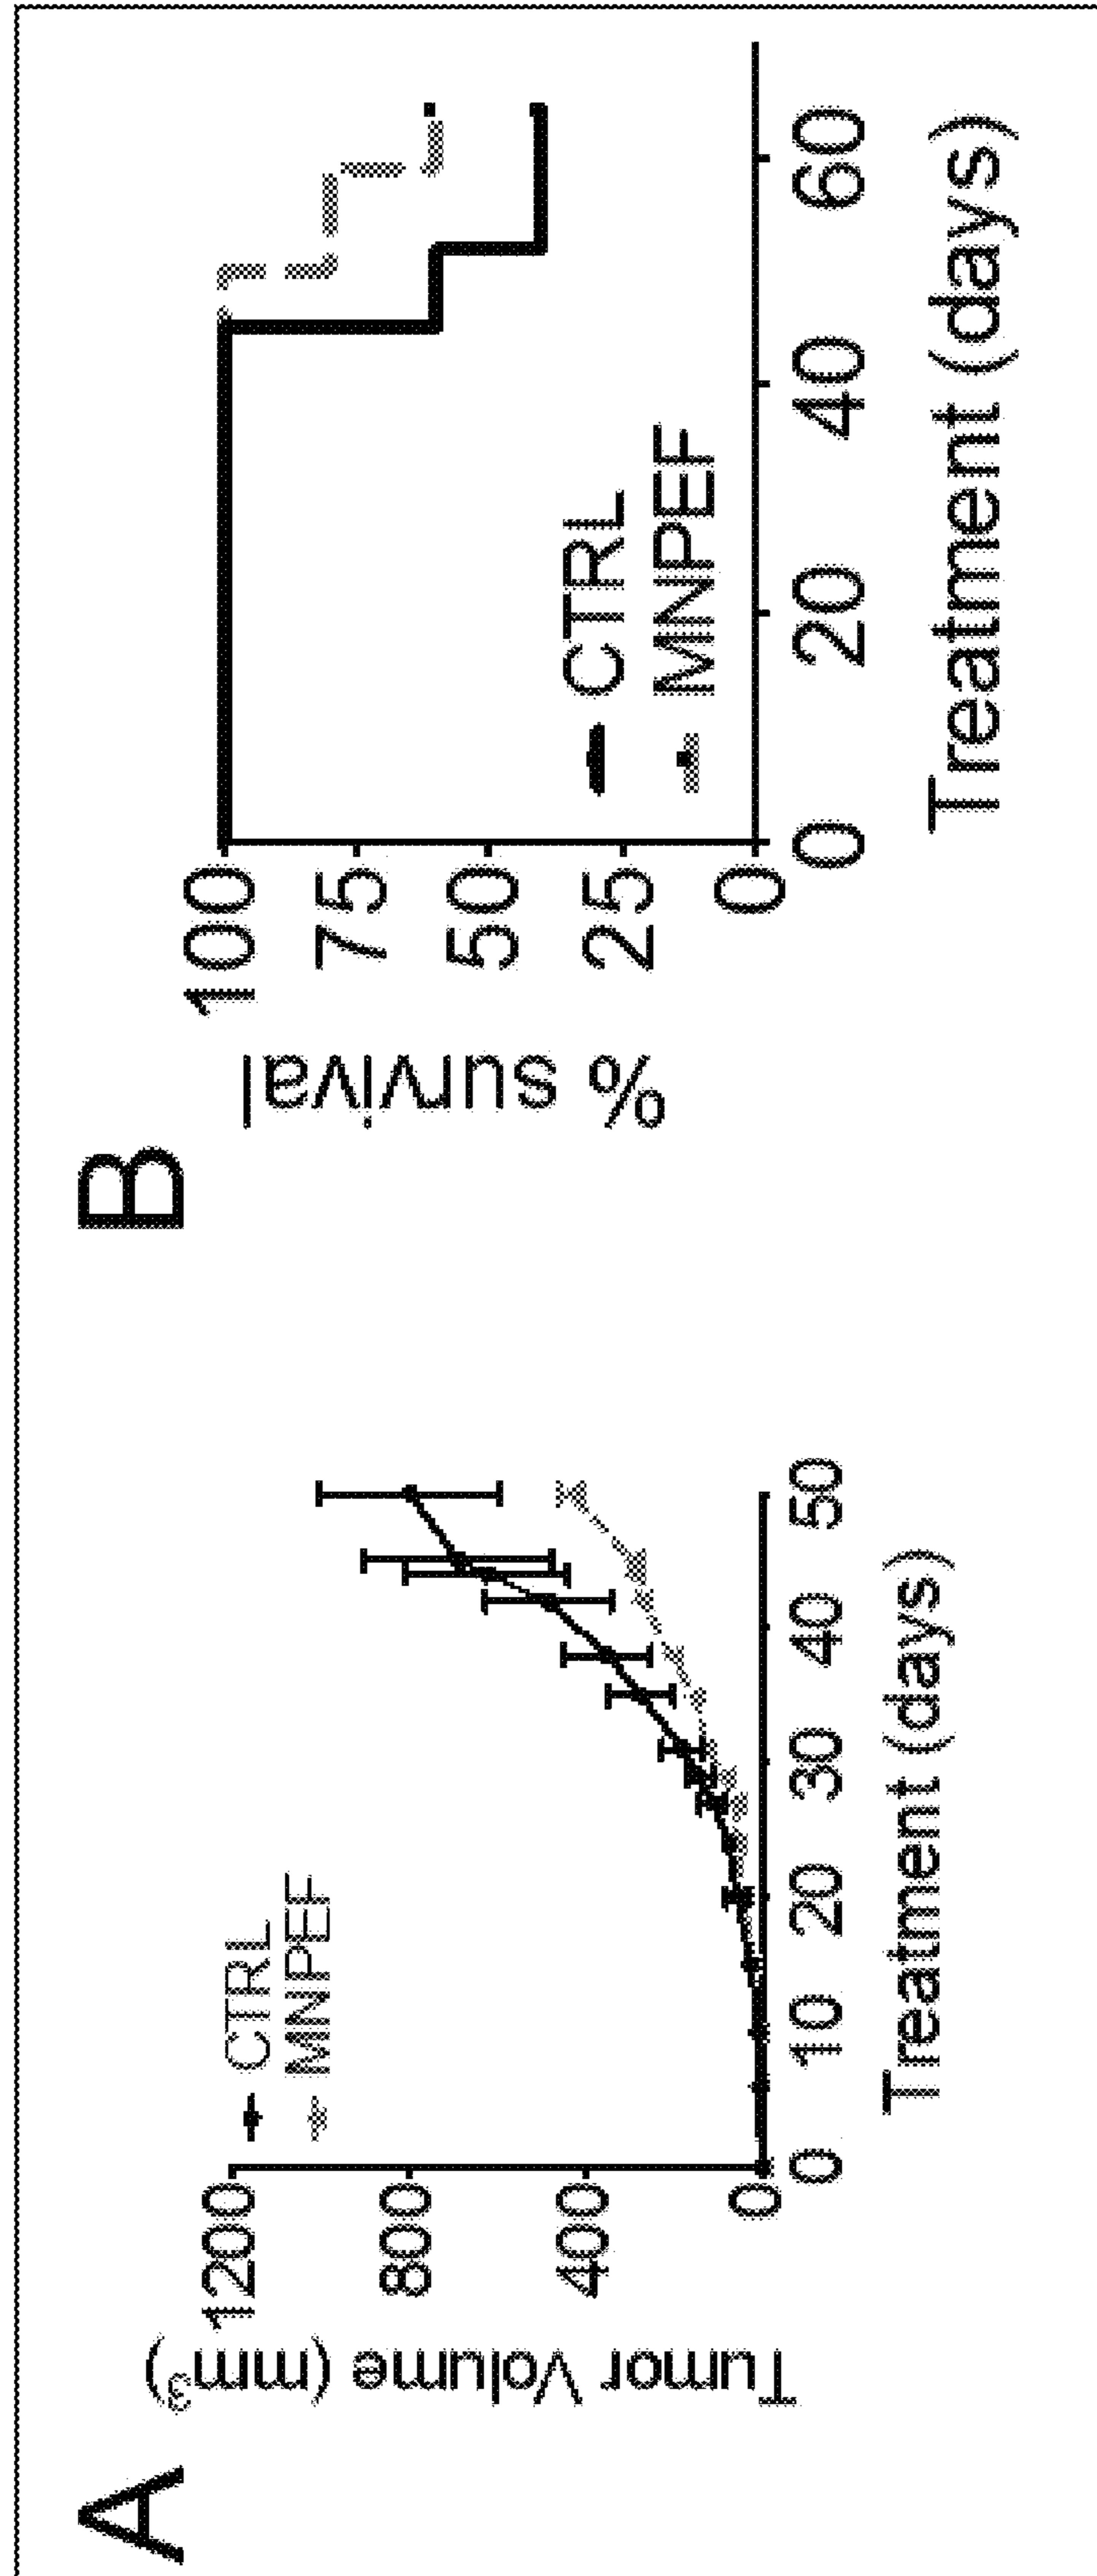 A
Tumor Volume (mm³)
1200
800
400
0
CTRL
MNPEF
0 10 20 30 40 50
Treatment (days)
B
% survival
100
75
50
25
0
CTRL
MNPEF
0 20 40 60
Treatment (days)